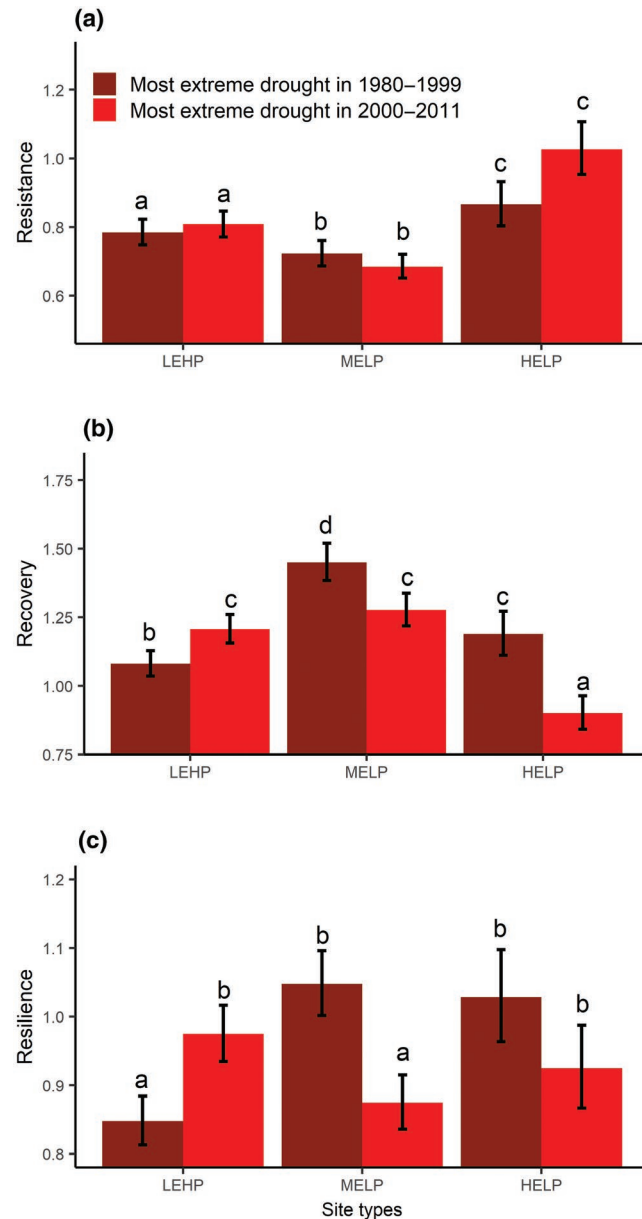 (a)
Most extreme drought in 1980–1999
Most extreme drought in 2000–2011
1.2
1.0
0.8
0.6
Resistance
a a b b c c
LEHP MELP HELP
(b)
1.75
1.50
1.25
1.00
0.75
Recovery
b c d c c a
LEHP MELP HELP
(c)
1.2
1.1
1.0
0.9
0.8
Resilience
a b b a b b
LEHP MELP HELP
Site types